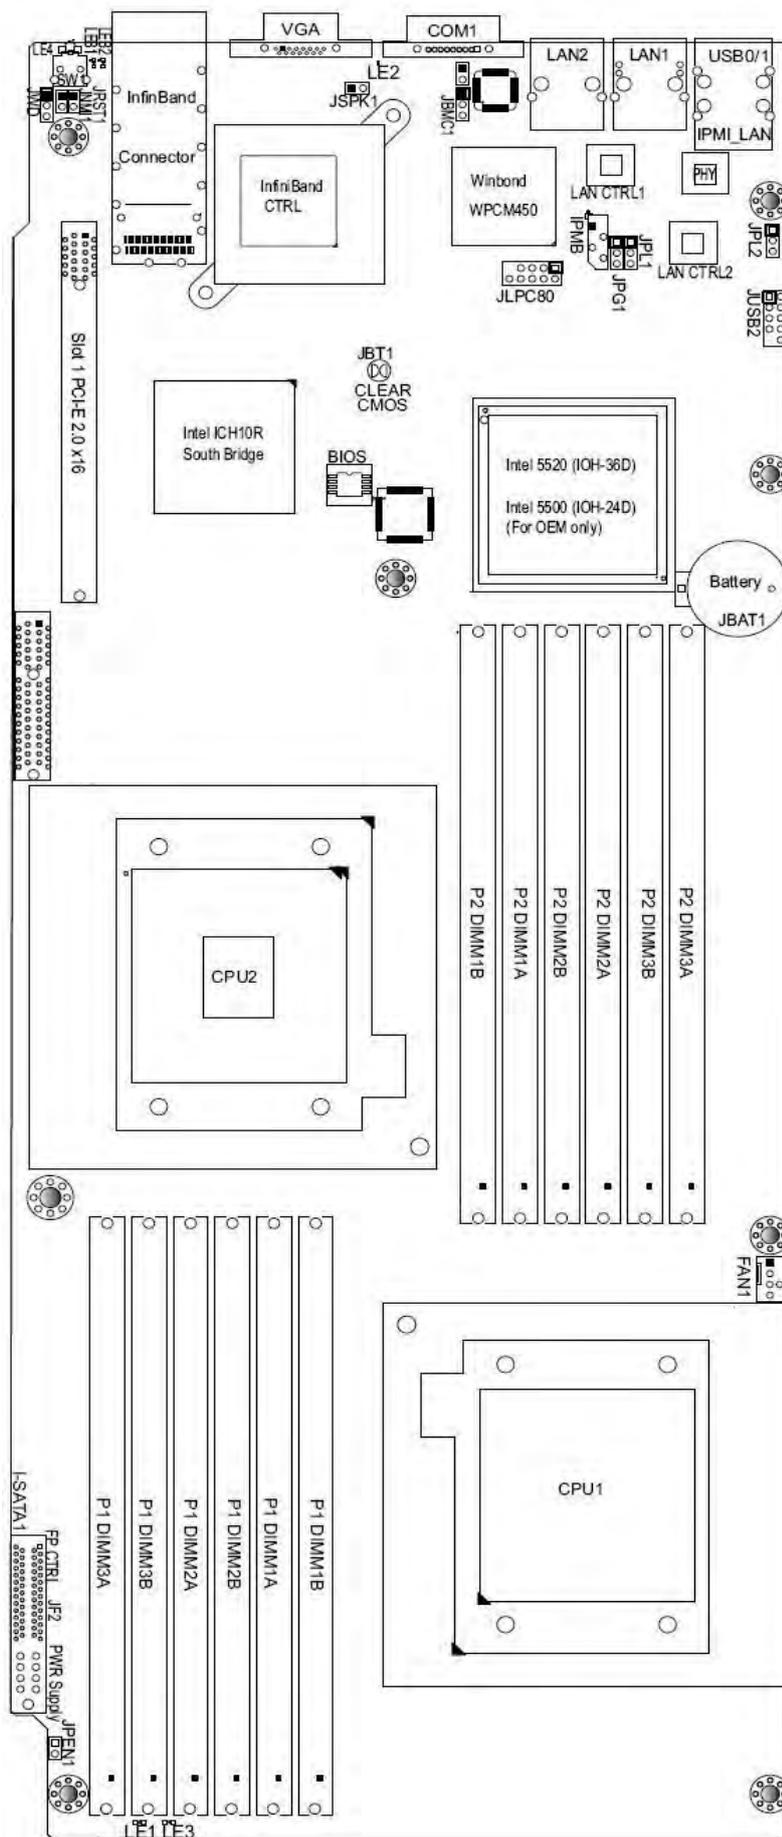 VGA
COM1
LE4
LEB1
LEB2
SW1
JWD
JNMI1
JRST1
InfinBand
Connector
JSPK1
LE2
JBMC1
LAN2
LAN1
USB0/1
IPMI_LAN
InfiniBand
CTRL
Winbond
WPCM450
LAN CTRL1
PHY
IPMB
JPL1
JPG1
LAN CTRL2
JPL2
JLPC80
JUSB2
Slot 1 PCI-E 2.0 x16
JBT1
CLEAR
CMOS
Intel ICH10R
South Bridge
BIOS
Intel 5520 (IOH-36D)
Intel 5500 (IOH-24D)
(For OEM only)
Battery
JBAT1
P2 DIMM1B
P2 DIMM1A
P2 DIMM2B
P2 DIMM2A
P2 DIMM3B
P2 DIMM3A
CPU2
FAN1
CPU1
I-SATA1
FP CTRL
JF2
PWR Supply
JPEN1
P1 DIMM3A
P1 DIMM3B
P1 DIMM2A
P1 DIMM2B
P1 DIMM1A
P1 DIMM1B
LE1
LE3